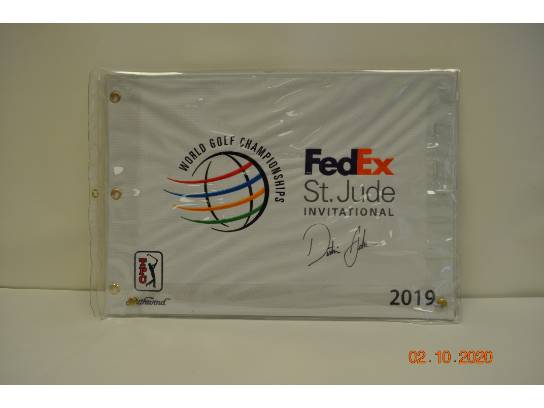 WORLD GOLF CHAMPIONSHIPS
FedEx
St. Jude
INVITATIONAL
2019
02.10.2020